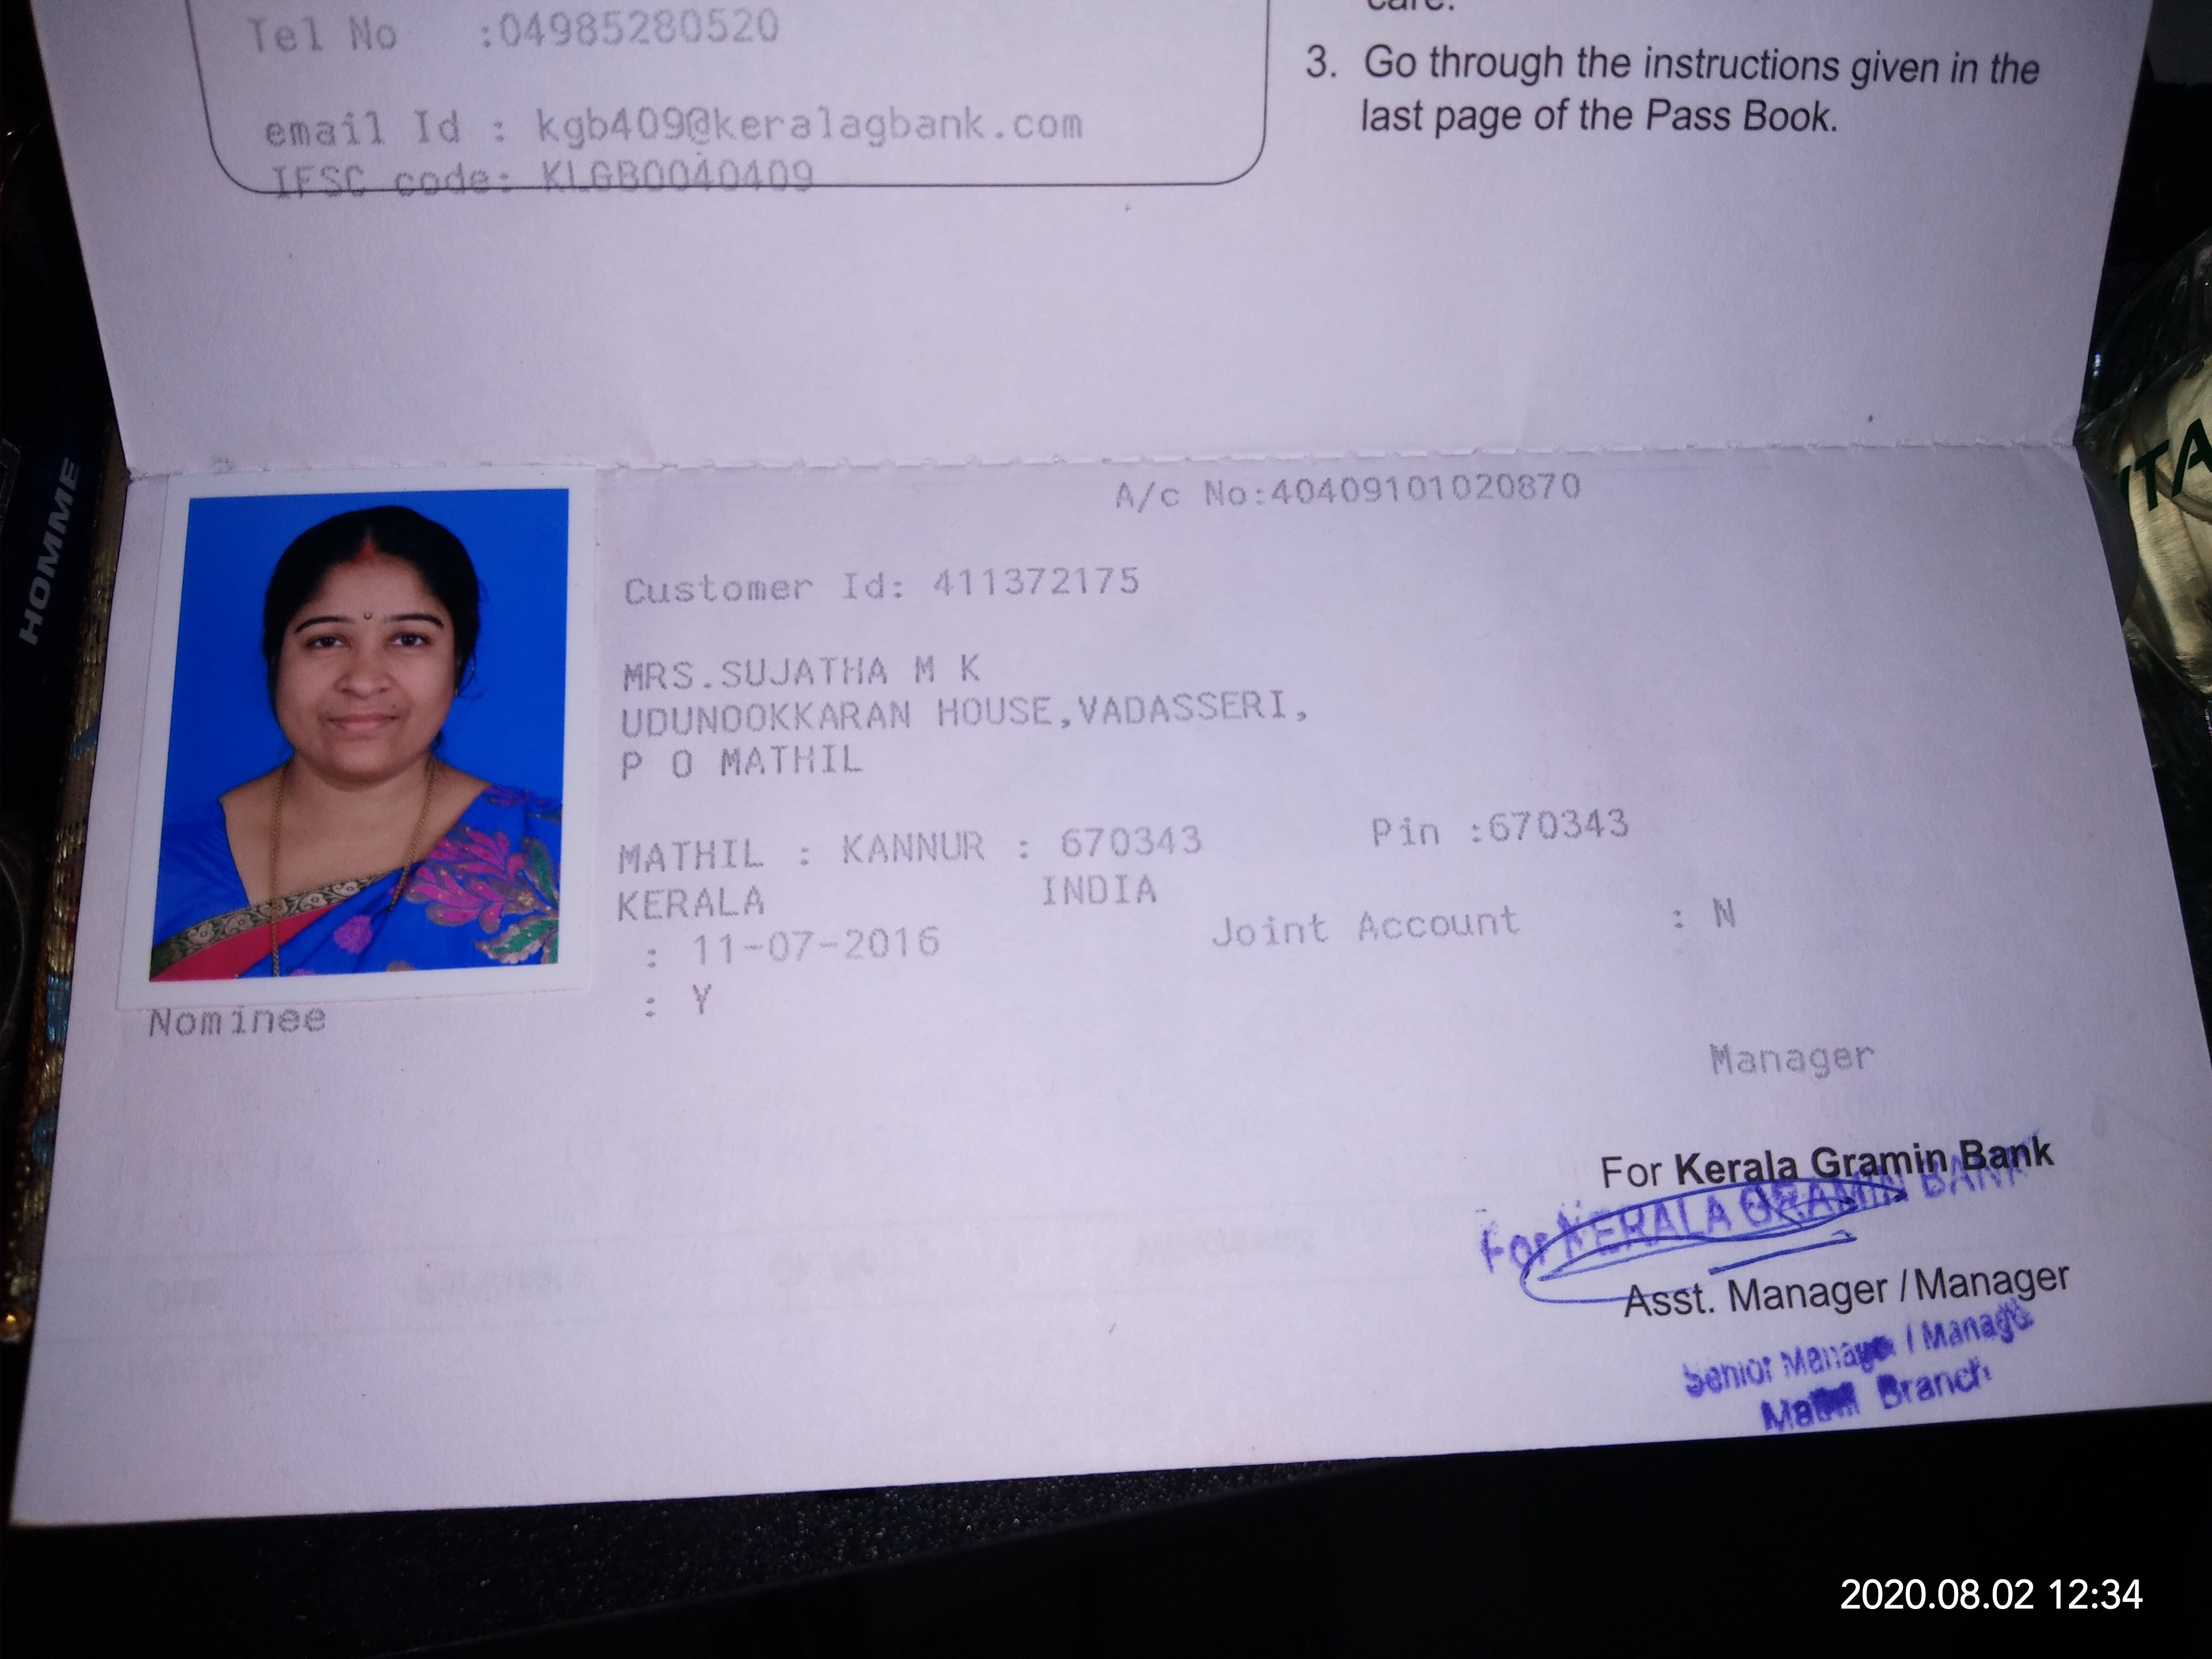 care.
3. Go through the instructions given in the
last page of the Pass Book.
Tel No :04985280520
email Id : kgb409@keralagbank.com
IFSC code: KLGB0040409
A/c No:40409101020870
Customer Id: 411372175
MRS.SUJATHA M K
UDUNOOKKARAN HOUSE,VADASSERI,
P O MATHIL
MATHIL : KANNUR : 670343 Pin :670343
KERALA INDIA
: 11-07-2016 Joint Account : N
Nominee : Y
Manager
For Kerala Gramin Bank
For KERALA GRAMIN BANK
Asst. Manager / Manager
Senior Manager / Manager
Branch
HOMME
ITA
2020.08.02 12:34